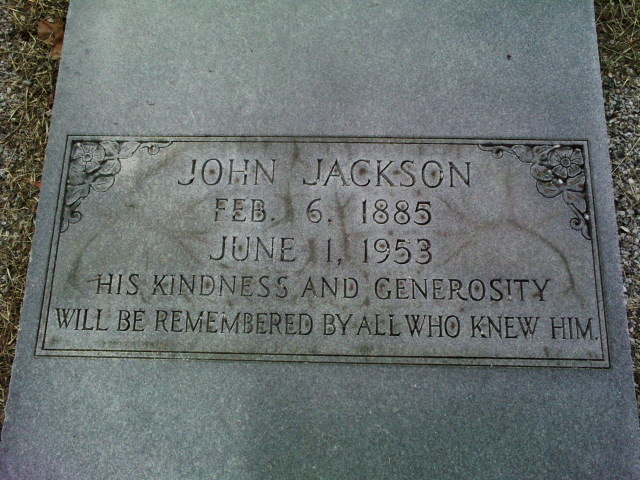 JOHN JACKSON
FEB. 6, 1885
JUNE 1, 1953
HIS KINDNESS AND GENEROSITY
WILL BE REMEMBERED BY ALL WHO KNEW HIM.